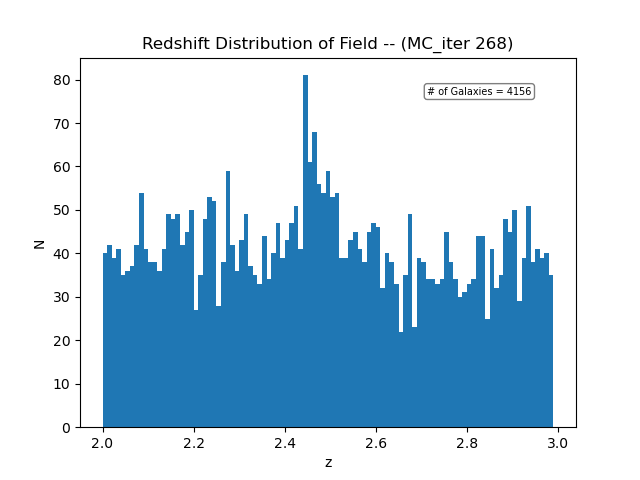 Redshift Distribution of Field -- (MC_iter 268)
# of Galaxies = 4156
80
70
60
50
40
30
20
10
0
N
2.0 2.2 2.4 2.6 2.8 3.0
z